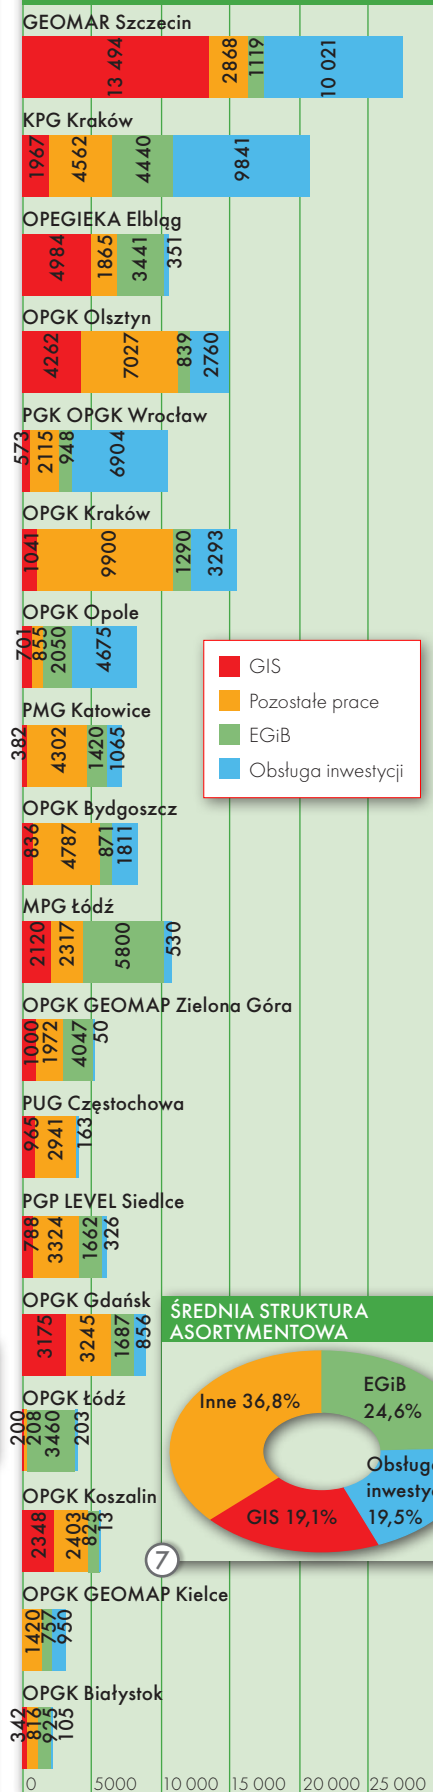 GEOMAR Szczecin
13 494 2868 1119 10 021
KPG Kraków
1967 4562 4440 9841
OPEGIEKA Elbląg
4984 1865 3441 351
OPGK Olsztyn
4262 7027 839 2760
PGK OPGK Wrocław
573 2115 948 6904
OPGK Kraków
1041 9900 1290 3293
OPGK Opole
701 855 2050 4675
GIS
Pozostałe prace
EGiB
Obsługa inwestycji
PMG Katowice
382 4302 1420 1065
OPGK Bydgoszcz
836 4787 871 1811
MPG Łódź
2120 2317 5800 530
OPGK GEOMAP Zielona Góra
1000 1972 4047 50
PUG Częstochowa
965 2941 163
PGP LEVEL Siedlce
788 3324 1662 326
OPGK Gdańsk
3175 3245 1687 856
ŚREDNIA STRUKTURA
ASORTYMENTOWA
Inne 36,8%
EGiB
24,6%
Obsług
inwesty
19,5%
GIS 19,1%
OPGK Łódź
200 208 3460 203
OPGK Koszalin
2348 2403 825 13
7
OPGK GEOMAP Kielce
1420 757 950
OPGK Białystok
342 816 925 105
0 5000 10 000 15 000 20 000 25 000